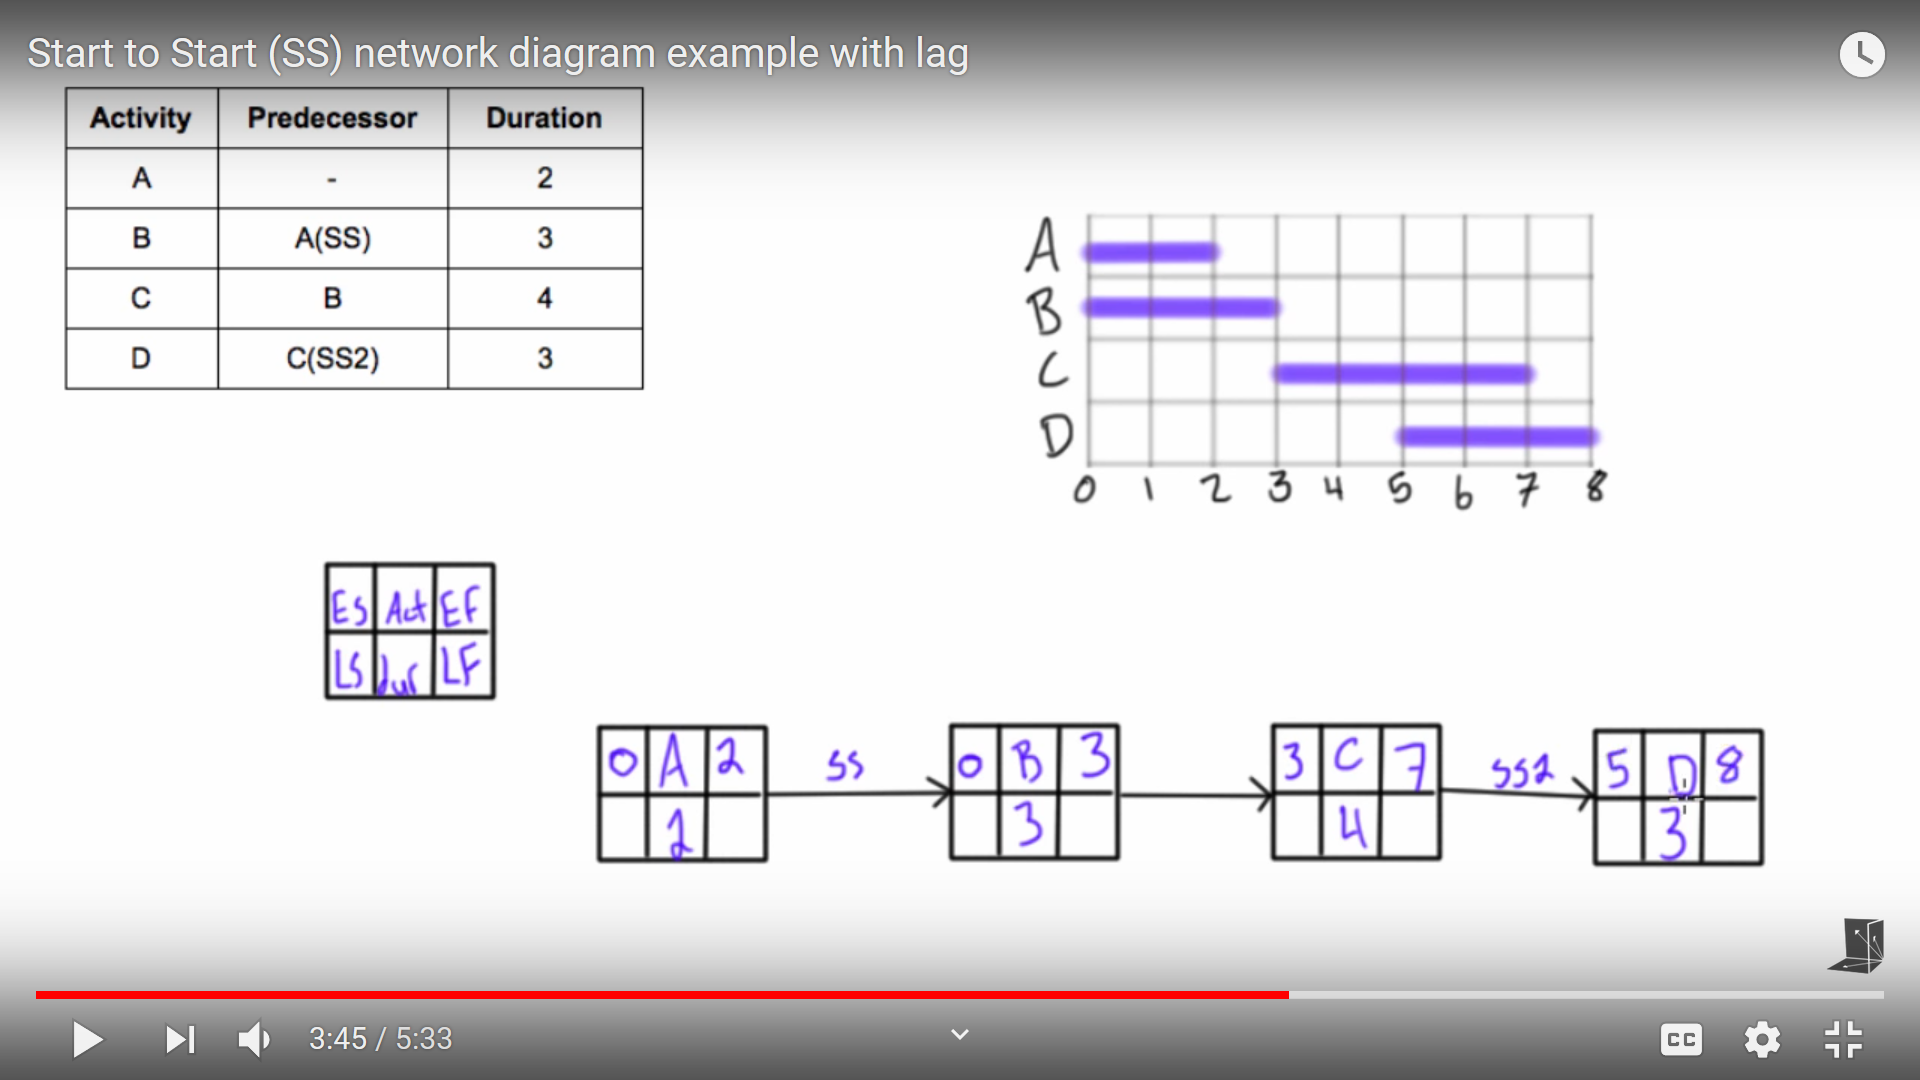 Start to Start (SS) network diagram example with lag
Activity Predecessor Duration
A - 2
B A(SS) 3
C B 4
D C(SS2) 3
A
B
C
D
0 1 2 3 4 5 6 7 8
ES Act EF
LS Dur LF
0 A 2
2
SS
0 B 3
3
3 C 7
4
SS2
5 D 8
3
3:45 / 5:33
CC